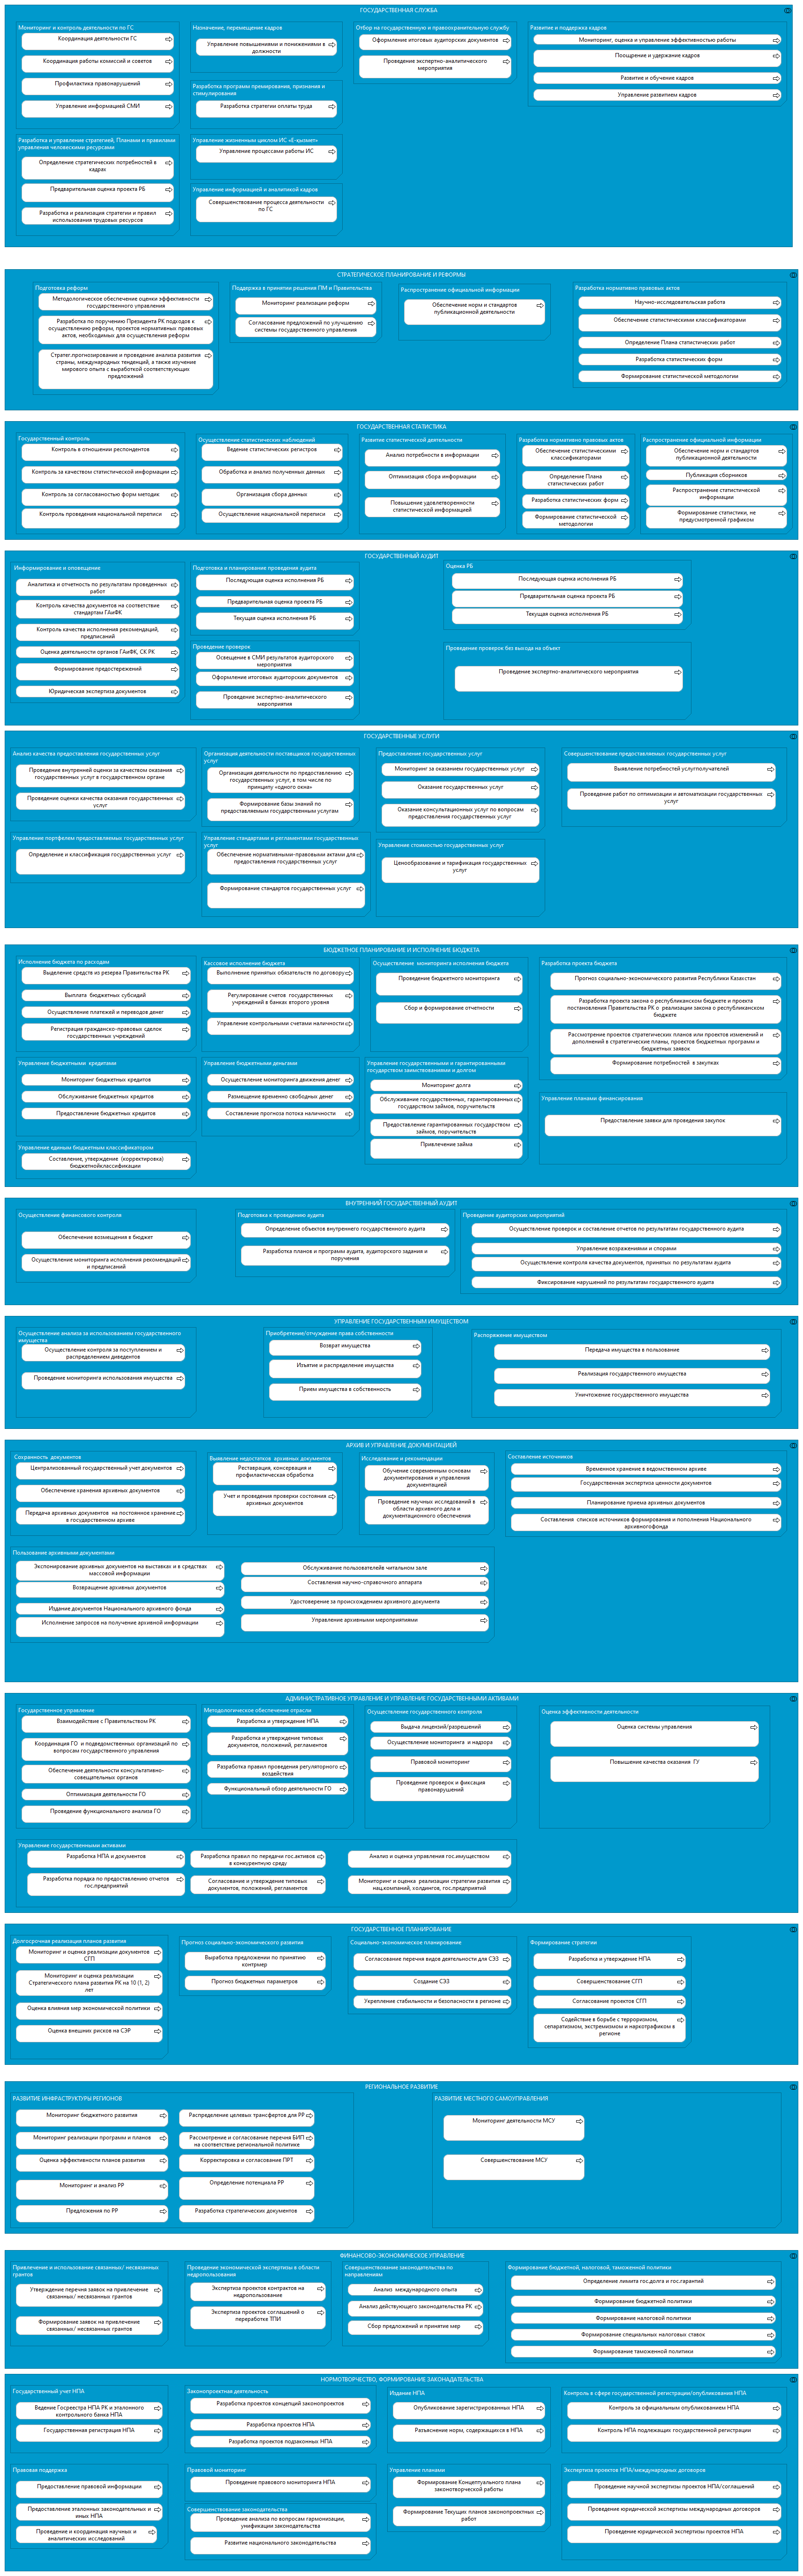 ГОСУДАРСТВЕННАЯ СЛУЖБА
Мониторинг и контроль деятельности по ГС
Координация деятельности ГС
Координация работы комиссий и советов
Профилактика правонарушений
Управление информацией СМИ
Назначение, перемещение кадров
Управление повышениями и понижениями в
должности
Разработка программ премирования, признания и
стимулирования
Разработка стратегии оплаты труда
Отбор на государственную и правоохранительную службу
Оформление итоговых аудиторских документов
Проведение экспертно-аналитического
мероприятия
Развитие и поддержка кадров
Мониторинг, оценка и управление эффективностью работы
Поощрение и удержание кадров
Развитие и обучение кадров
Управление развитием кадров
Разработка и управление стратегией, Планами и правилами
управления человеческими ресурсами
Определение стратегических потребностей в
кадрах
Предварительная оценка проекта РБ
Разработка и реализация стратегии и правил
использования трудовых ресурсов
Управление жизненным циклом ИС «Е-қызмет»
Управление процессами работы ИС
Управление информацией и аналитикой кадров
Совершенствование процесса деятельности
по ГС
СТРАТЕГИЧЕСКОЕ ПЛАНИРОВАНИЕ И РЕФОРМЫ
Подготовка реформ
Методологическое обеспечение оценки эффективности
государственного управления
Разработка по поручению Президента РК подходов к
осуществлению реформ, проектов нормативных правовых
актов, необходимых для осуществления реформ
Стратег.прогнозирование и проведение анализа развития
страны, международных тенденций, а также изучение
мирового опыта с выработкой соответствующих
предложений
Поддержка в принятии решения ПМ и Правительства
Мониторинг реализации реформ
Согласование предложений по улучшению
системы государственного управления
Распространение официальной информации
Обеспечение норм и стандартов
публикационной деятельности
Разработка нормативно правовых актов
Научно-исследовательская работа
Обеспечение статистическими классификаторами
Определение Плана статистических работ
Разработка статистических форм
Формирование статистической методологии
ГОСУДАРСТВЕННАЯ СТАТИСТИКА
Государственный контроль
Контроль в отношении респондентов
Контроль за качеством статистической информации
Контроль за согласованостью форм методик
Контроль проведения национальной переписи
Осуществление статистических наблюдений
Ведение статистических регистров
Обработка и анализ полученных данных
Организация сбора данных
Осуществление национальной переписи
Развитие статистической деятельности
Анализ потребности в информации
Оптимизация сбора информации
Повышение удовлетворенности
статистической информацией
Разработка нормативно правовых актов
Обеспечение статистическими
классификаторами
Определение Плана
статистических работ
Разработка статистических форм
Формирование статистической
методологии
Распространение официальной информации
Обеспечение норм и стандартов
публикационной деятельности
Публикация сборников
Распространение статистической
информации
Формирование статистики, не
предусмотренной графиком
ГОСУДАРСТВЕННЫЙ АУДИТ
Информирование и оповещение
Аналитика и отчетность по результатам проведенных
работ
Контроль качества документов на соответствие
стандартам ГАиФК
Контроль качества исполнения рекомендаций,
предписаний
Оценка деятельности органов ГАиФК, СК РК
Формирование предостережений
Юридическая экспертиза документов
Подготовка и планирование проведения аудита
Последующая оценка исполнения РБ
Предварительная оценка проекта РБ
Текущая оценка исполнения РБ
Проведение проверок
Освещение в СМИ результатов аудиторского
мероприятия
Оформление итоговых аудиторских документов
Проведение экспертно-аналитического
мероприятия
Оценка РБ
Последующая оценка исполнения РБ
Предварительная оценка проекта РБ
Текущая оценка исполнения РБ
Проведение проверок без выхода на объект
Проведение экспертно-аналитического мероприятия
ГОСУДАРСТВЕННЫЕ УСЛУГИ
Анализ качества предоставления государственных услуг
Проведение внутренней оценки за качеством оказания
государственных услуг в государственном органе
Проведение оценки качества оказания государственных
услуг
Организация деятельности поставщиков государственных
услуг
Организация деятельности по предоставлению
государственных услуг, в том числе по
принципу «одного окна»
Формирование базы знаний по
предоставляемым государственным услугам
Предоставление государственных услуг
Мониторинг за оказанием государственных услуг
Оказание государственных услуг
Оказание консультационных услуг по вопросам
предоставления государственных услуг
Совершенствование предоставляемых государственных услуг
Выявление потребностей услугполучателей
Проведение работ по оптимизации и автоматизации государственных
услуг
Управления портфелем предоставляемых государственных услуг
Определение и классификация государственных услуг
Управление стандартами и регламентами государственных
услуг
Обеспечение нормативными-правовыми актами для
предоставления государственных услуг
Формирование стандартов государственных услуг
Управление стоимостью государственных услуг
Ценообразование и тарификация государственных
услуг
БЮДЖЕТНОЕ ПЛАНИРОВАНИЕ И ИСПОЛНЕНИЕ БЮДЖЕТА
Исполнение бюджета по расходам
Выделение средств из резерва Правительства РК
Выплата бюджетных субсидий
Осуществление платежей и переводов денег
Регистрация гражданско-правовых сделок
государственных учреждений
Кассовое исполнение бюджета
Выполнение принятых обязательств по договору
Регулирование счетов государственных
учреждений в банках второго уровня
Управление контрольными счетами наличности
Осуществление мониторинга исполнения бюджета
Проведение бюджетного мониторинга
Сбор и формирование отчетности
Разработка проекта бюджета
Прогноз социально-экономического развития Республики Казахстан
Разработка проекта закона о республиканском бюджете и проекта
постановления Правительства РК о реализации закона о республиканском
бюджете
Рассмотрение проектов стратегических планов или проектов изменений и
дополнений в стратегические планы, проектов бюджетных программ и
бюджетных заявок
Формирование потребностей в закупках
Управление бюджетными кредитами
Мониторинг бюджетных кредитов
Обслуживание бюджетных кредитов
Предоставление бюджетных кредитов
Управление бюджетными деньгами
Осуществление мониторинга движения денег
Размещение временно свободных денег
Составление прогноза потока наличности
Управление государственными и гарантированными
государством заимствованиями и долгом
Мониторинг долга
Обслуживание государственных, гарантированных
государством займов, поручительств
Предоставление гарантированных государством
займов, поручительств
Привлечение займа
Управление планами финансирование
Предоставление заявки для проведения закупок
Управление единым бюджетным классификатором
Составление, утверждение (корректировка)
бюджетнойклассификации
ВНУТРЕННИЙ ГОСУДАРСТВЕННЫЙ АУДИТ
Осуществление финансового контроля
Обеспечение возмещения в бюджет
Осуществление мониторинга исполнения рекомендаций
и предписаний
Подготовка к проведению аудита
Определение объектов внутреннего государственного аудита
Разработка планов и программ аудита, аудиторского задания и
поручения
Проведение аудиторских мероприятий
Осуществление проверок и составление отчетов по результатам государственного аудита
Управление возражениями и спорами
Осуществление контроля качества документов, принятых по результатам аудита
Фиксирование нарушений по результатам государственного аудита
УПРАВЛЕНИЕ ГОСУДАРСТВЕННЫМ ИМУЩЕСТВОМ
Осуществления анализа за использованием государственного
имущества
Осуществление контроля за поступлением и
распределением дивидентов
Проведение мониторинга использования имущества
Приобретение/отчуждение права собственности
Возврат имущества
Изъятие и распределение имущества
Прием имущества в собственность
Распоряжение имуществом
Передача имущества в пользование
Реализация государственного имущества
Уничтожение государственного имущества
АРХИВ И УПРАВЛЕНИЕ ДОКУМЕНТАЦИЕЙ
Сохранность документов
Централизованный государственный учет документов
Обеспечение хранения архивных документов
Передача архивных документов на постоянное хранение
в государственном архиве
Выявление недостатков архивных документов
Реставрация, консервация и
профилактическая обработка
Учет и проведения проверки состояния
архивных документов
Исследования и рекомендации
Обучение современным основам
документирования и управления
документацией
Проведение научных исследований в
области архивного дела и
документационного обеспечения
Составление источников
Временное хранение в ведомственном архиве
Государственная экспертиза ценности документов
Планирование приема архивных документов
Составления списков источников формирования и пополнения Национального
архивногофонда
Пользование архивными документами
Экспонирование архивных документов на выставках и в средствах
массовой информации
Возвращение архивных документов
Издание документов Национального архивного фонда
Исполнение запросов на получение архивной информации
Обслуживание пользователейв читальном зале
Составления научно-справочного аппарата
Удостоверение за происхождением архивного документа
Управление архивными мероприятиями
АДМИНИСТРАТИВНОЕ УПРАВЛЕНИЕ И УПРАВЛЕНИЕ ГОСУДАРСТВЕННЫМИ АКТИВАМИ
Государственное управление
Взаимодействие с Правительством РК
Координация ГО и подведомственных организаций по
вопросам государственного управления
Обеспечение деятельности консультативно-
совещательных органов
Оптимизация деятельности ГО
Проведение функционального анализа ГО
Методологическое обеспечение отрасли
Разработка и утверждение НПА
Разработка и утверждение типовых
документов, положений, регламентов
Разработка правил проведения регуляторного
воздействия
Функциональный обзор деятельности ГО
Осуществление государственного контроля
Выдача лицензий/разрешений
Осуществление мониторинга и надзора
Правовой мониторинг
Проведение проверок и фиксация
правонарушений
Оценка эффективности деятельности
Оценка системы управления
Повышение качества оказания ГУ
Управление государственными активами
Разработка НПА и документов
Разработка порядка по предоставлению отчетов
гос.предприятий
Разработка правил по передачи гос.активов
в конкурентную среду
Согласование и утверждение типовых
документов, положений, регламентов
Анализ и оценка управления гос.имуществом
Мониторинг и оценка реализации стратегии развития
нац.компаний, холдингов, гос.предприятий
ГОСУДАРСТВЕННОЕ ПЛАНИРОВАНИЕ
Долгосрочная реализация планов развития
Мониторинг и оценка реализации документов
СГП
Мониторинг и оценка реализации
Стратегического плана развития РК на 10 (1, 2)
лет
Оценка влияния мер экономической политики
Оценка внешних рисков на СЭР
Прогноз социально-экономического развития
Выработка предложении по принятию
контрмер
Прогноз бюджетных параметров
Социально-экономическое планирование
Согласование перечня видов деятельности для СЭЗ
Создание СЭЗ
Укрепление стабильности и безопасности в регионе
Формирование стратегии
Разработка и утверждение НПА
Совершенствование СГП
Согласование проектов СГП
Содействие в борьбе с терроризмом,
сепаратизмом, экстремизмом и наркотрафиком в
регионе
РЕГИОНАЛЬНОЕ РАЗВИТИЕ
РАЗВИТИЕ ИНФРАСТРУКТУРЫ РЕГИОНОВ
Мониторинг бюджетного развития
Мониторинг реализации программ и планов
Оценка эффективности планов развития
Мониторинг и анализ РР
Предложения по РР
Распределение целевых трансфертов для РР
Рассмотрение и согласование перечня БИП
на соответствие региональной политике
Корректировка и согласование ПРТ
Определение потенциала РР
Разработка стратегических документов
РАЗВИТИЕ МЕСТНОГО САМОУПРАВЛЕНИЯ
Мониторинг деятельности МСУ
Совершенствование МСУ
ФИНАНСОВО-ЭКОНОМИЧЕСКОЕ УПРАВЛЕНИЕ
Привлечение и использование связанных/ несвязанных
грантов
Утверждение перечня заявок на привлечение
связанных/ несвязанных грантов
Формирование заявок на привлечение
связанных/ несвязанных грантов
Проведение экономической экспертизы в области
недропользования
Экспертиза проектов контрактов на
недропользование
Экспертиза проектов соглашений о
переработке ТПИ
Совершенствование законодательства по
направлениям
Анализ международного опыта
Анализ действующего законодательства РК
Сбор предложений и принятие мер
Формирование бюджетной, налоговой, таможенной политики
Определение лимита гос.долга и гос.гарантий
Формирование бюджетной политики
Формирование налоговой политики
Формирование специальных налоговых ставок
Формирование таможенной политики
НОРМОТВОРЧЕСТВО, ФОРМИРОВАНИЕ ЗАКОНАДАТЕЛЬСТВА
Государственный учет НПА
Ведение Госреестра НПА РК и эталонного
контрольного банка НПА
Государственная регистрация НПА
Законопроектная деятельность
Разработка проектов концепций законопроектов
Разработка проектов НПА
Разработка проектов подзаконных НПА
Издание НПА
Опубликование зарегистрированных НПА
Разъяснение норм, содержащихся в НПА
Контроль в сфере государственной регистрации/опубликования НПА
Контроль за официальным опубликованием НПА
Контроль НПА подлежащих государственной регистрации
Правовая поддержка
Предоставление правовой информации
Предоставление эталонных законодательных и
иных НПА
Проведение и координация научных и
аналитических исследований
Правовой мониторинг
Проведение правового мониторинга НПА
Совершенствование законодательства
Проведение анализа по вопросам гармонизации,
унификации законодательства
Развитие национального законодательства
Управление планами
Формирование Концептуального плана
законотворческой работы
Формирование Текущих планов законопроектных
работ
Экспертиза проектов НПА/международных договоров
Проведение научной экспертизы проектов НПА/соглашений
Проведение юридической экспертизы международных договоров
Проведение юридической экспертизы проектов НПА